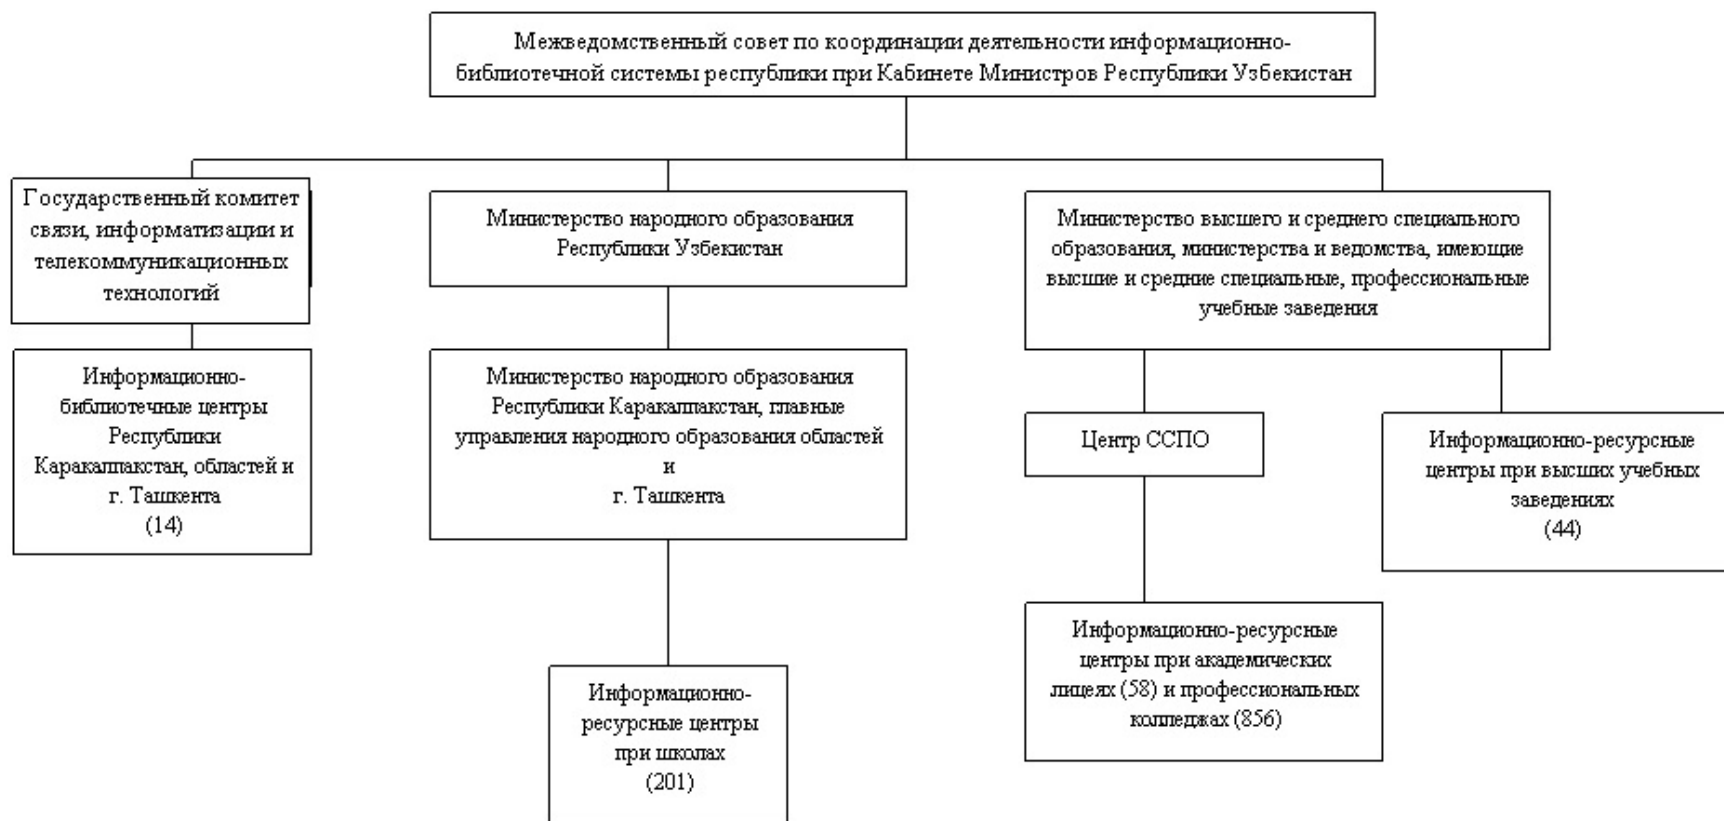 Межведомственный совет по координации деятельности информационно-
библиотечной системы республики при Кабинете Министров Республики Узбекистан
Государственный комитет
связи, информатизации и
телекоммуникационных
технологий
Министерство народного образования
Республики Узбекистан
Министерство высшего и среднего специального
образования, министерства и ведомства, имеющие
высшие и средние специальные, профессиональные
учебные заведения
Информационно-
библиотечные центры
Республики
Каракалпакстан, областей и
г. Ташкента
(14)
Министерство народного образования
Республики Каракалпакстан, главные
управления народного образования областей
и
г. Ташкента
Центр ССПО
Информационно-ресурсные
центры при высших учебных
заведениях
(44)
Информационно-
ресурсные центры
при школах
(201)
Информационно-ресурсные
центры при академических
лицеях (58) и профессиональных
колледжах (856)